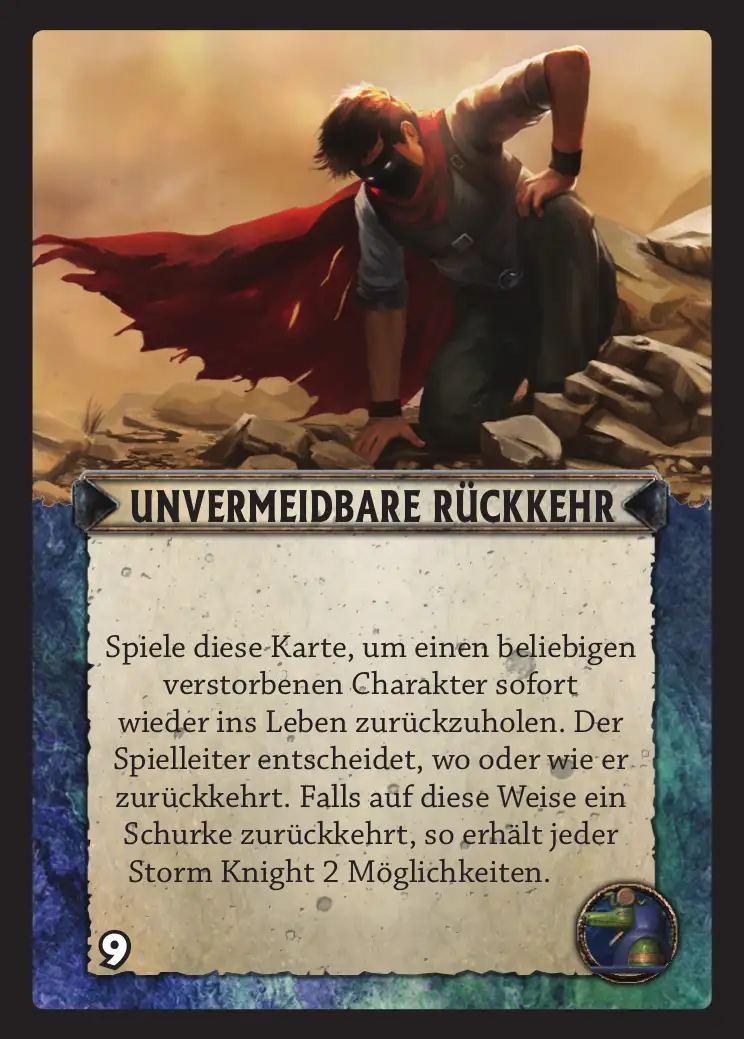 UNVERMEIDBARE RÜCKKEHR
Spiele diese Karte, um einen beliebigen
verstorbenen Charakter sofort
wieder ins Leben zurückzuholen. Der
Spielleiter entscheidet, wo oder wie er
zurückkehrt. Falls auf diese Weise ein
Schurke zurückkehrt, so erhält jeder
Storm Knight 2 Möglichkeiten.
9